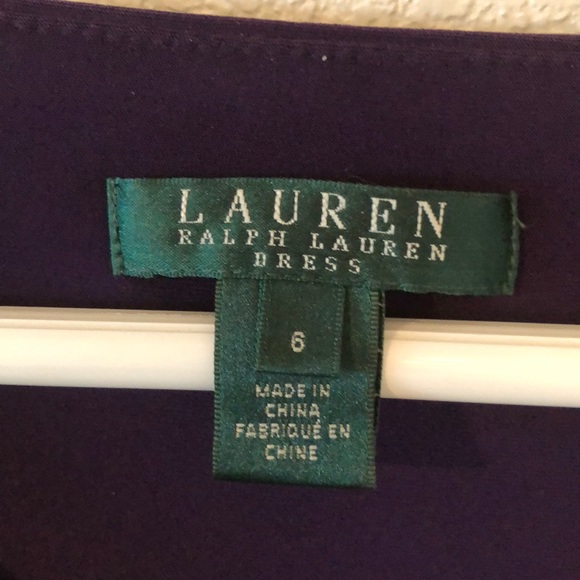 LAUREN
RALPH LAUREN
DRESS
6
MADE IN
CHINA
FABRIQUÉ EN
CHINE